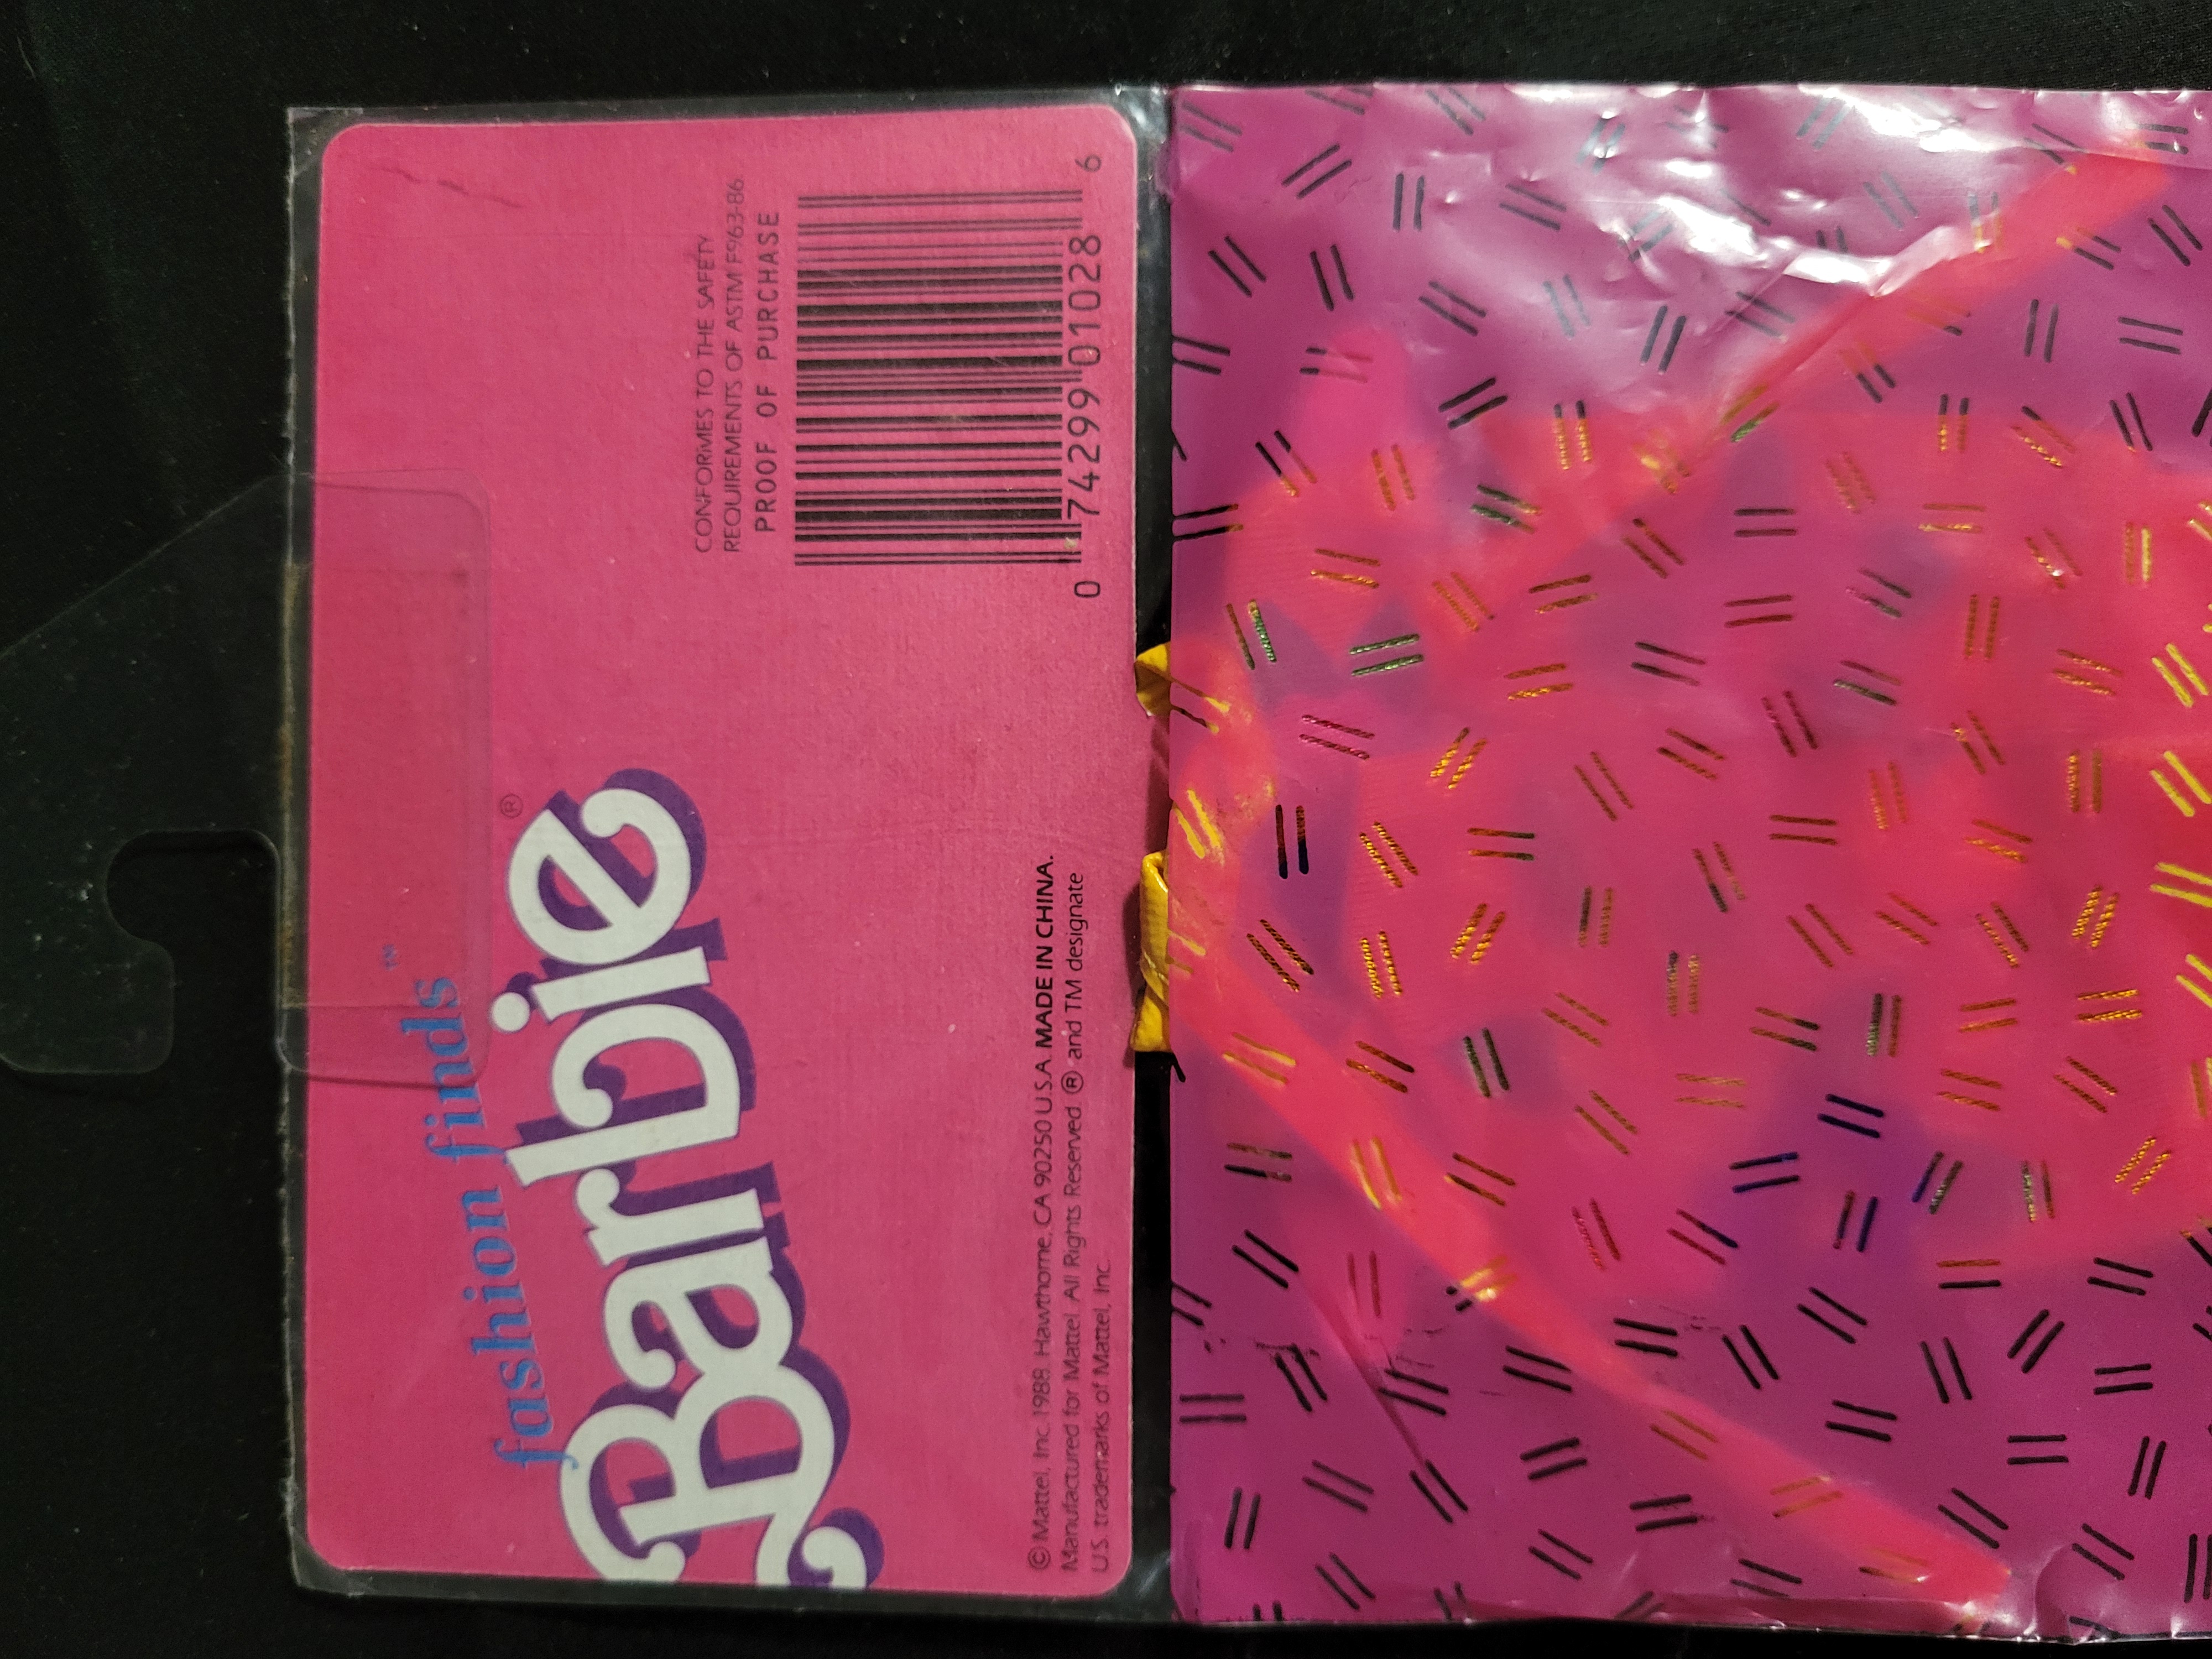 fashion finds™
Barbie®
CONFORMES TO THE SAFETY
REQUIREMENTS OF ASTM F963-86
PROOF OF PURCHASE
0 74299 01028 6
© Mattel, Inc. 1988. Hawthorne, CA 90250 U.S.A. MADE IN CHINA.
Manufactured for Mattel. All Rights Reserved. ® and TM designate
U.S. trademarks of Mattel, Inc.